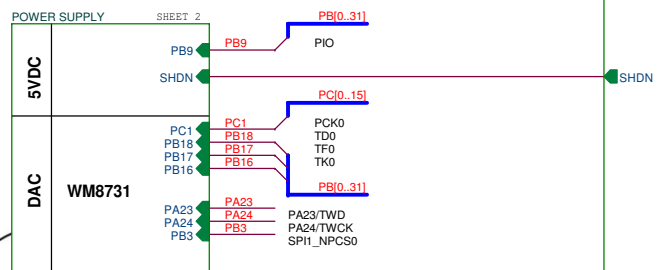 POWER SUPPLY SHEET 2
PB[0..31]
PB9 PB9 PIO
5VDC
SHDN SHDN
PC[0..15]
PC1 PC1 PCK0
PB18 PB18 TD0
PB17 PB17 TF0
PB16 PB16 TK0
DAC WM8731
PB[0..31]
PA23 PA23 PA23/TWD
PA24 PA24 PA24/TWCK
PB3 PB3 SPI1_NPCS0